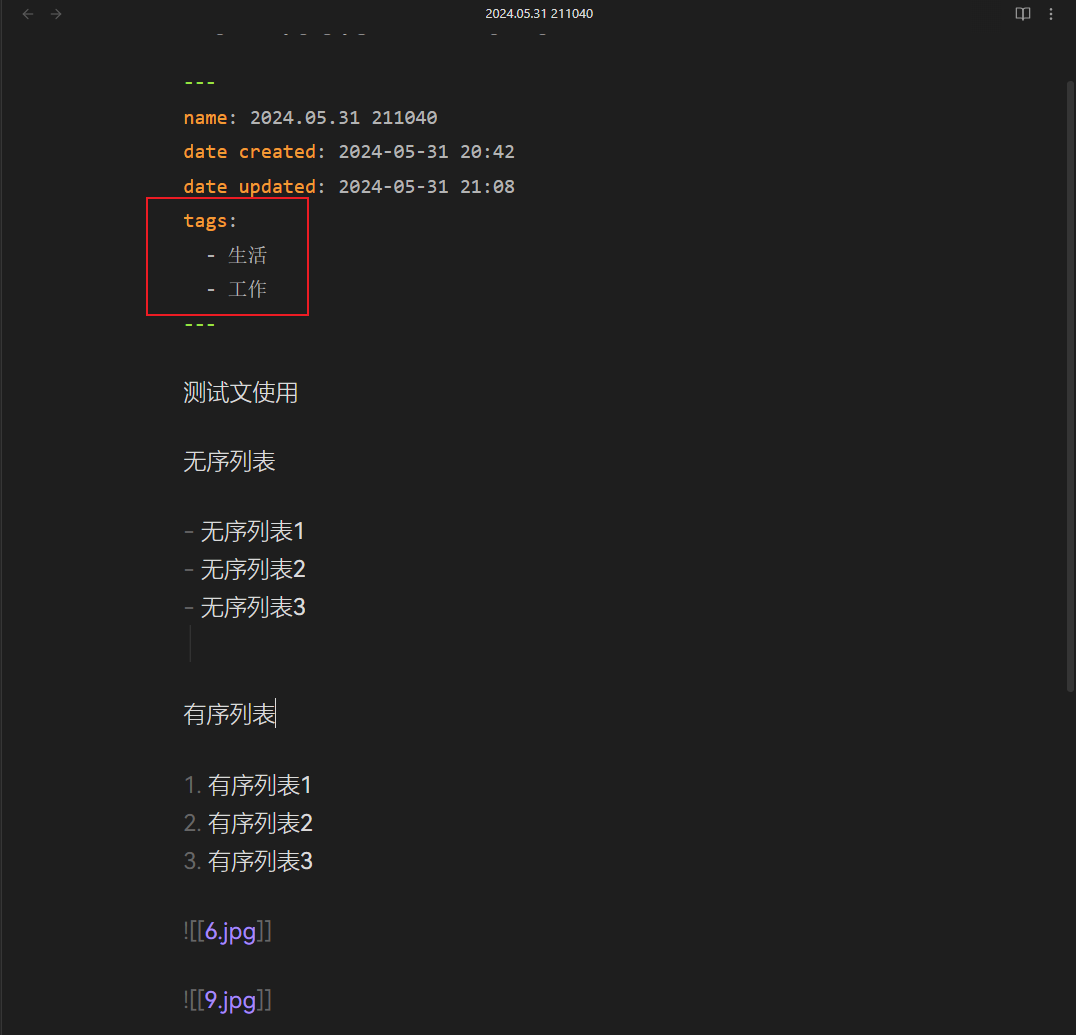 2024.05.31 211040
---
name: 2024.05.31 211040
date created: 2024-05-31 20:42
date updated: 2024-05-31 21:08
tags:
- 生活
- 工作
---
测试文使用
无序列表
- 无序列表1
- 无序列表2
- 无序列表3
有序列表
1. 有序列表1
2. 有序列表2
3. 有序列表3
![[6.jpg]]
![[9.jpg]]